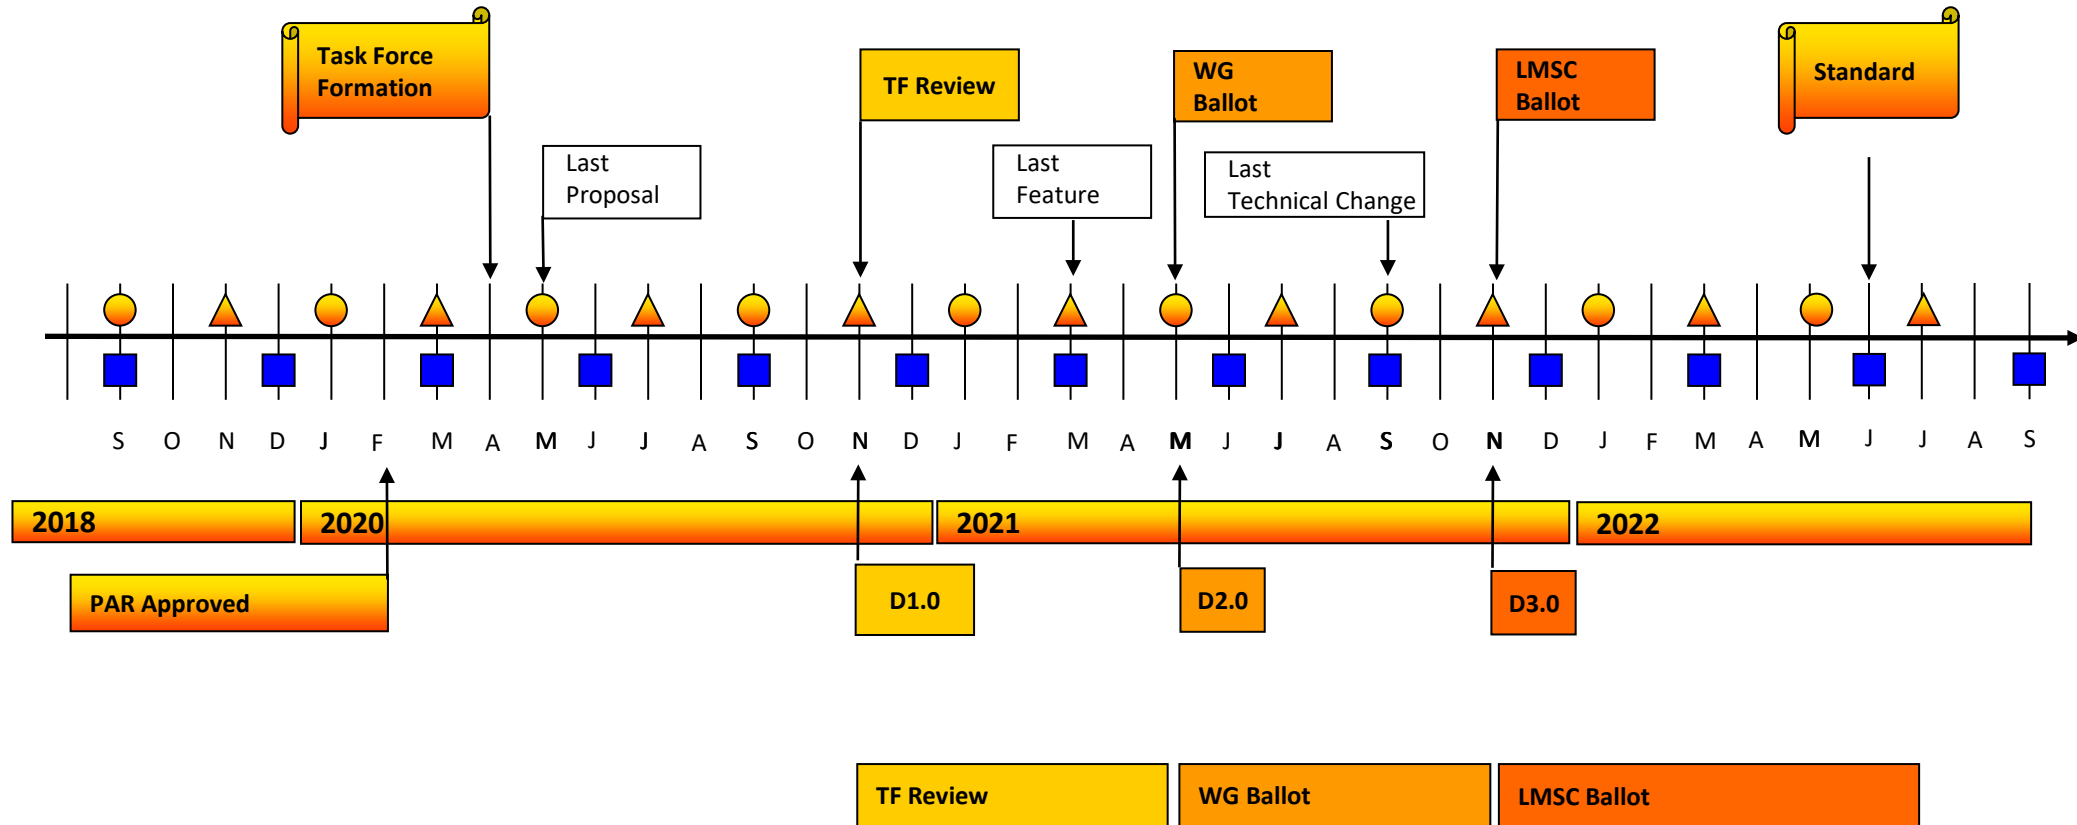 Task Force
Formation
TF Review
WG
Ballot
LMSC
Ballot
Standard
Last
Proposal
Last
Feature
Last
Technical Change
S O N D J F M A M J J A S O N D J F M A M J J A S O N D J F M A M J J A S
2018 2020 2021 2022
PAR Approved
D1.0
D2.0
D3.0
TF Review
WG Ballot
LMSC Ballot